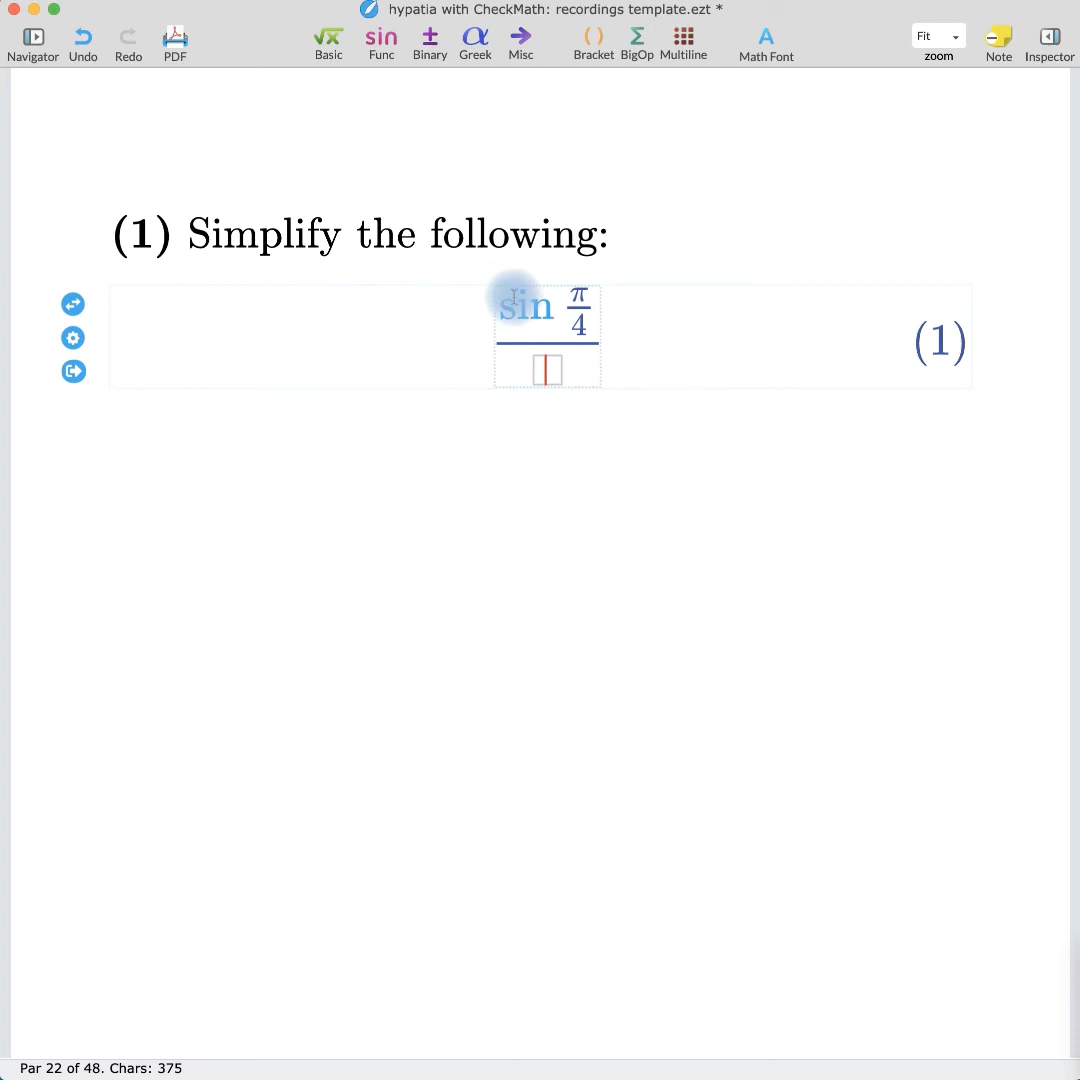 hypatia with CheckMath: recordings template.ezt *
Navigator Undo Redo PDF √x Basic sin Func ± Binary α Greek → Misc ( ) Bracket Σ BigOp Multiline A Math Font Fit zoom Note Inspector
(1) Simplify the following:
sin π/4
(1)
Par 22 of 48. Chars: 375